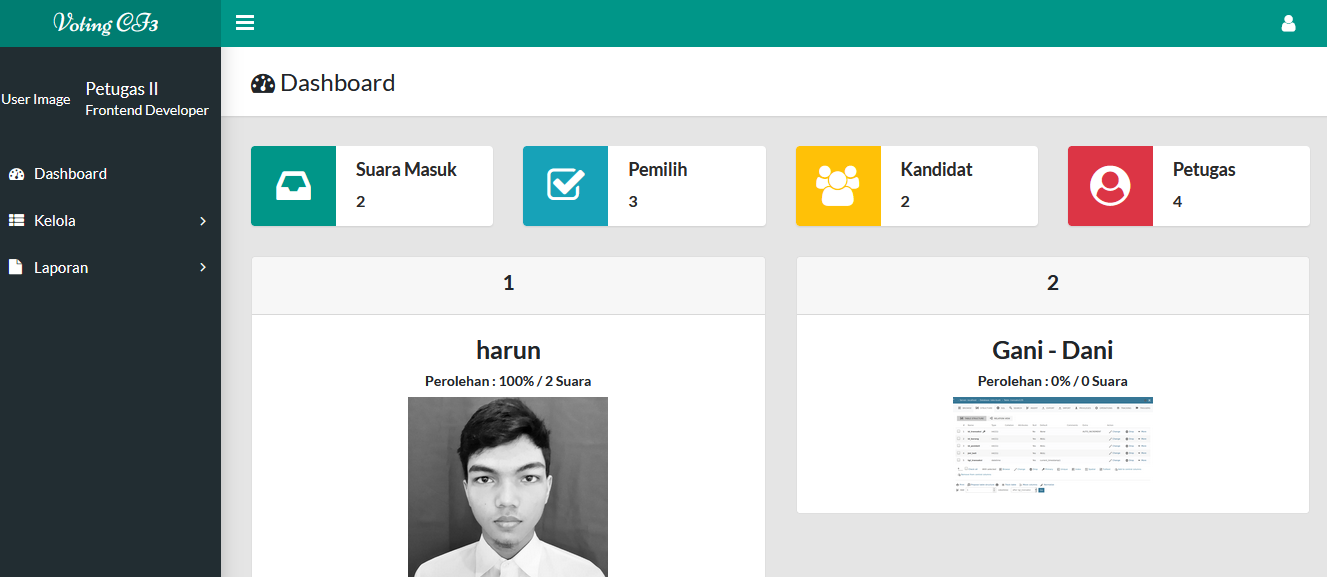 Voting CF3
User Image
Petugas II
Frontend Developer
Dashboard
Kelola
Laporan
Dashboard
Suara Masuk
2
Pemilih
3
Kandidat
2
Petugas
4
1
harun
Perolehan : 100% / 2 Suara
2
Gani - Dani
Perolehan : 0% / 0 Suara